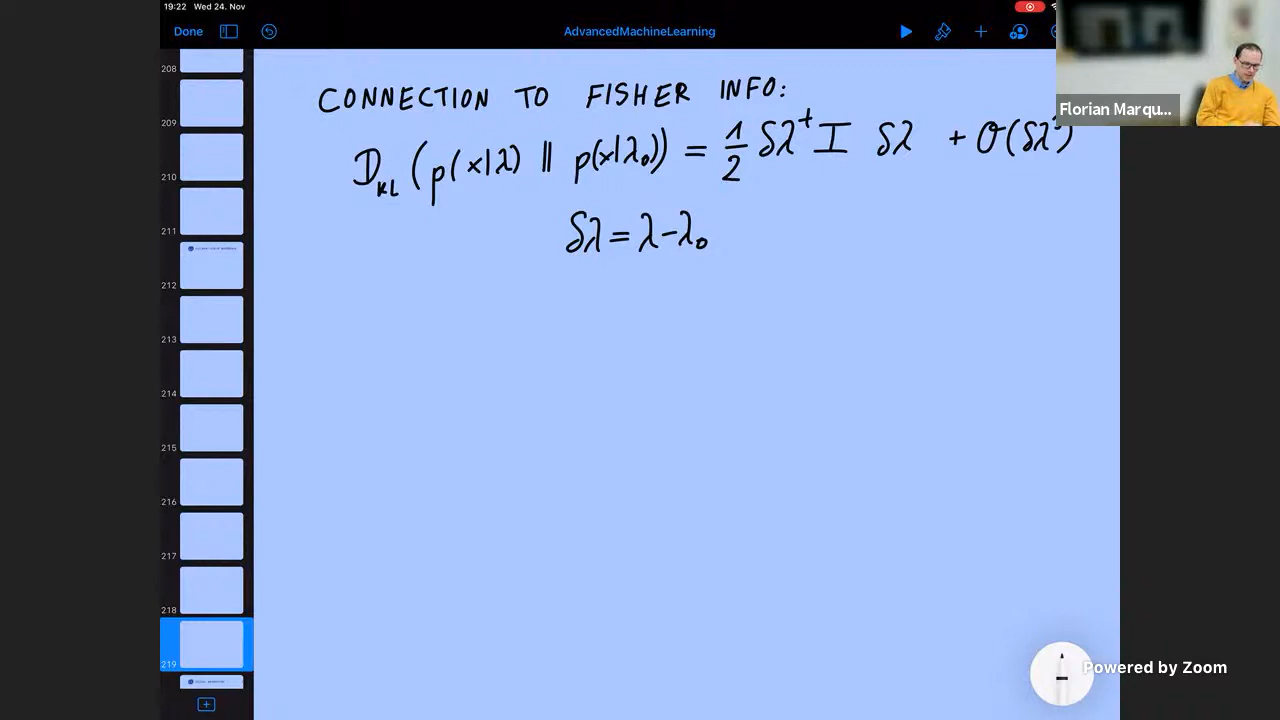 19:22 Wed 24. Nov
Done AdvancedMachineLearning
CONNECTION TO FISHER INFO:
D_KL (p(x|λ) || p(x|λ₀)) = 1/2 δλᵗ I δλ + O(δλ³)
δλ = λ - λ₀
Florian Marqu...
208
209
210
211
212
213
214
215
216
217
218
219
Powered by Zoom